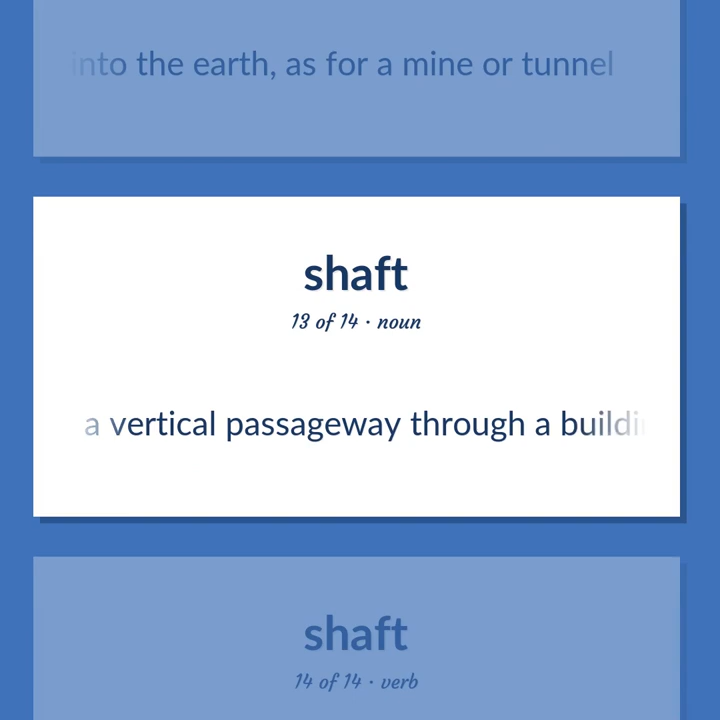 into the earth, as for a mine or tunnel
shaft
13 of 14 · noun
a vertical passageway through a buildi
shaft
14 of 14 · verb